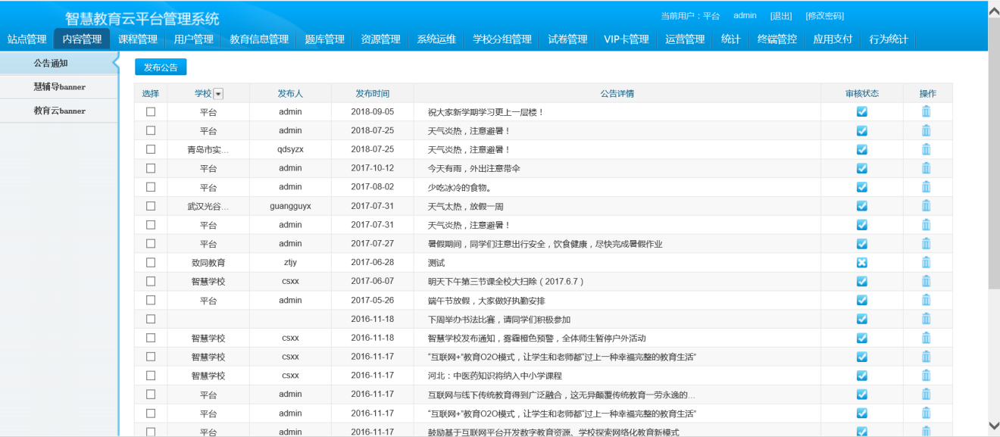 智慧教育云平台管理系统
当前用户：平台 admin [退出] [修改密码]
站点管理 内容管理 课程管理 用户管理 教育信息管理 题库管理 资源管理 系统运维 学校分组管理 试卷管理 VIP卡管理 运营管理 统计 终端管控 应用支付 行为统计
公告通知
慧辅导banner
教育云banner
发布公告
选择 学校 发布人 发布时间 公告详情 审核状态 操作
平台 admin 2018-09-05 祝大家新学期学习更上一层楼！
平台 admin 2018-07-25 天气炎热，注意避暑！
青岛市实... qdsyzx 2018-07-25 天气炎热，注意避暑！
平台 admin 2017-10-12 今天有雨，外出注意带伞
平台 admin 2017-08-02 少吃冰冷的食物。
武汉光谷... guangguyx 2017-07-31 天气太热，放假一周
平台 admin 2017-07-31 天气炎热，注意避暑！
平台 admin 2017-07-27 暑假期间，同学们注意出行安全，饮食健康，尽快完成暑假作业
致同教育 ztjy 2017-06-28 测试
智慧学校 csxx 2017-06-07 明天下午第三节课全校大扫除（2017.6.7）
平台 admin 2017-05-26 端午节放假，大家做好执勤安排
2016-11-18 下周举办书法比赛，请同学们积极参加
智慧学校 csxx 2016-11-18 智慧学校发布通知，雾霾橙色预警，全体师生暂停户外活动
智慧学校 csxx 2016-11-17 “互联网+”教育O2O模式，让学生和老师都“过上一种幸福完整的教育生活”
智慧学校 csxx 2016-11-17 河北：中医药知识将纳入中小学课程
平台 admin 2016-11-17 互联网与线下传统教育得到广泛融合，这无异颠覆传统教育一劳永逸的...
平台 admin 2016-11-17 “互联网+”教育O2O模式，让学生和老师都“过上一种幸福完整的教育生活”
平台 admin 2016-11-17 鼓励基于互联网平台开发数字教育资源、学校探索网络化教育新模式